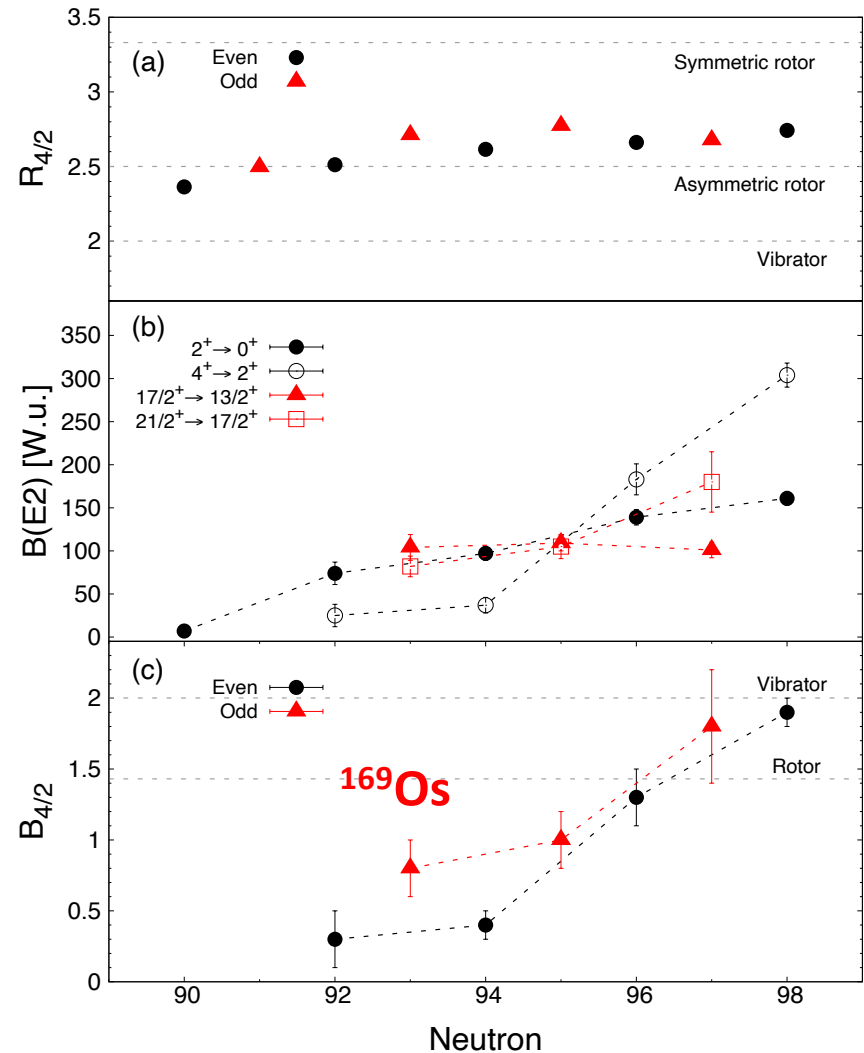 (a)
Even
Odd
Symmetric rotor
Asymmetric rotor
Vibrator
R4/2
3.5
3
2.5
2
(b)
2+→ 0+
4+→ 2+
17/2+→ 13/2+
21/2+→ 17/2+
B(E2) [W.u.]
350
300
250
200
150
100
50
0
(c)
Even
Odd
Vibrator
Rotor
169Os
B4/2
2
1.5
1
0.5
0
90
92
94
96
98
Neutron